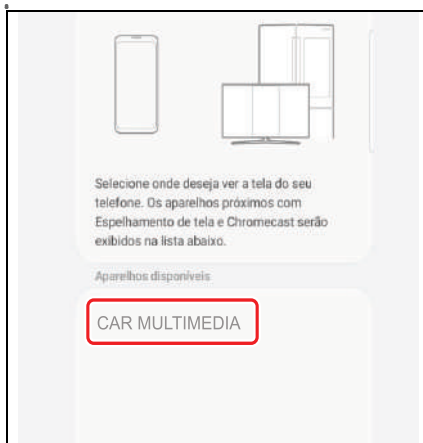 Selecione onde deseja ver a tela do seu
telefone. Os aparelhos próximos com
Espelhamento de tela e Chromecast serão
exibidos na lista abaixo.
Aparelhos disponíveis
CAR MULTIMEDIA